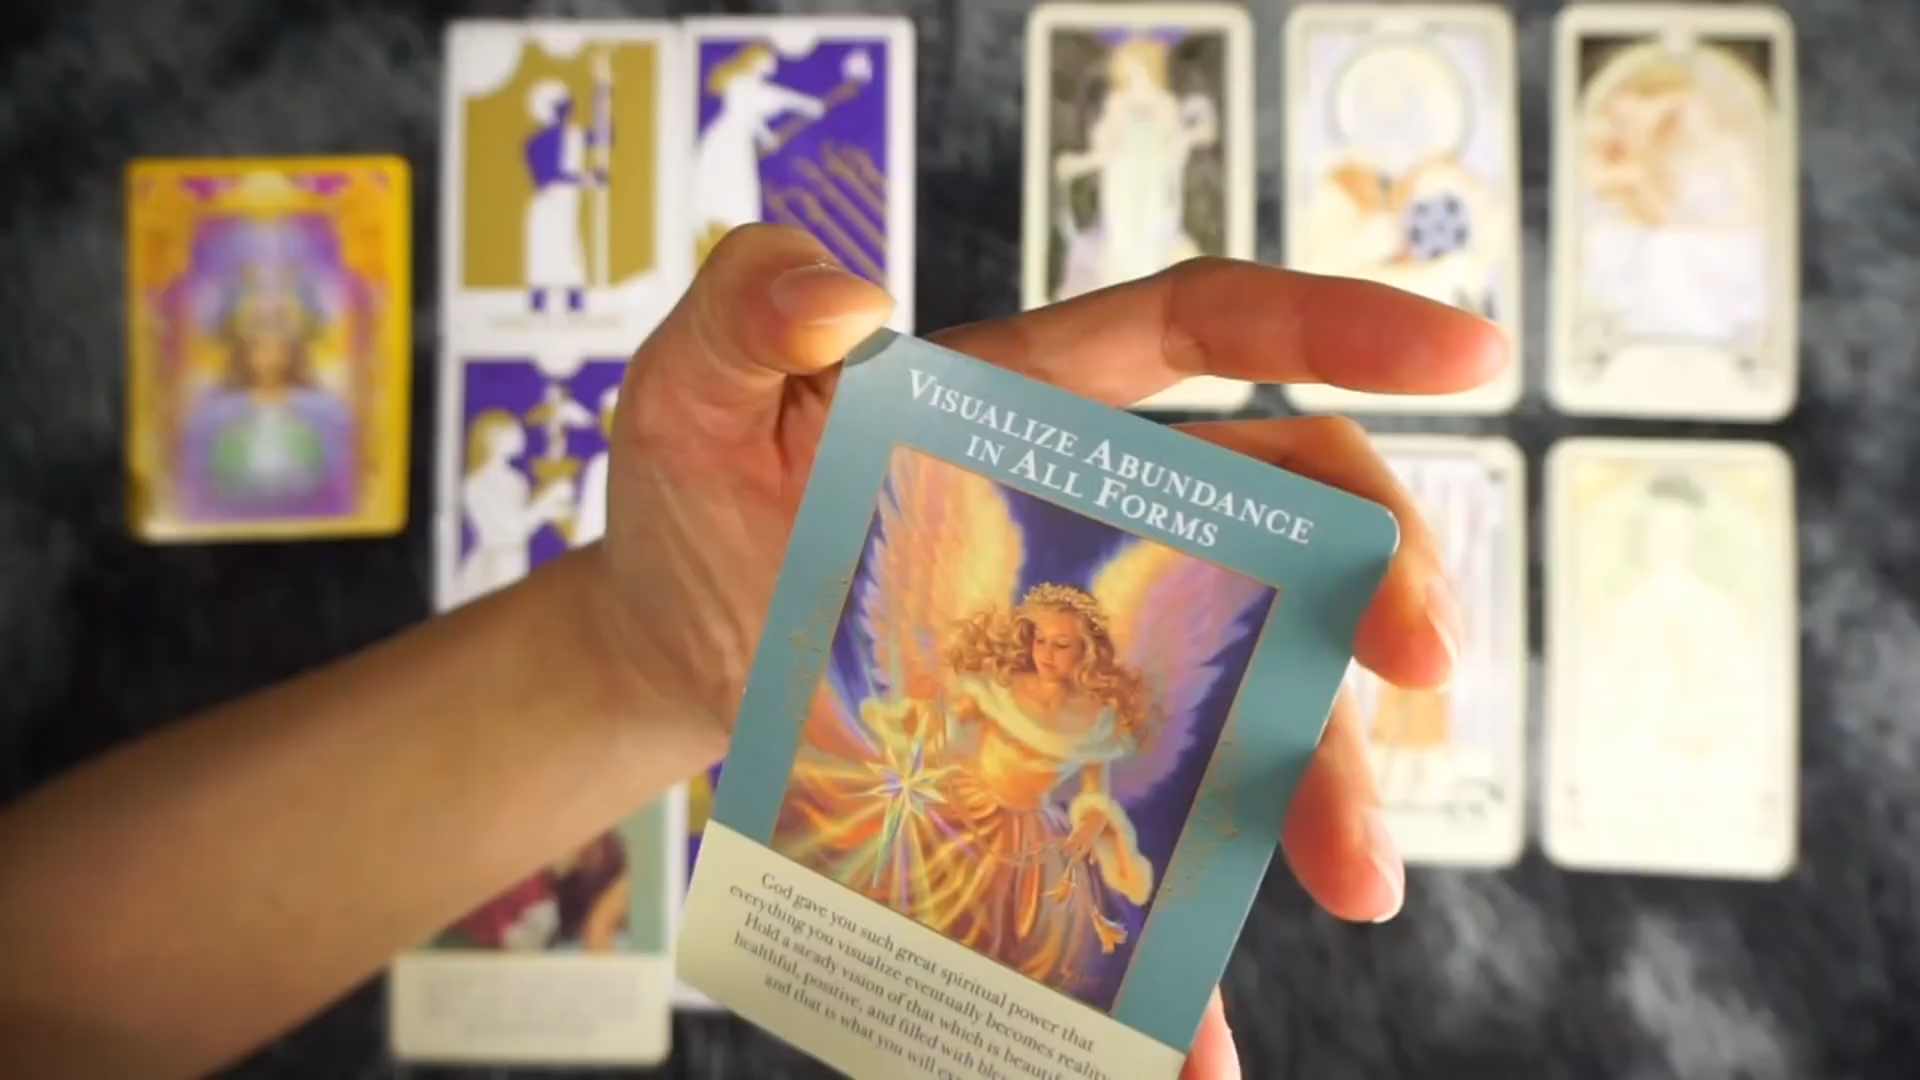 VISUALIZE ABUNDANCE
IN ALL FORMS
God gave you such great spiritual power that
everything you visualize eventually becomes reality
Hold a steady vision of that which is
healthful, positive, and filled with
and that is what you will